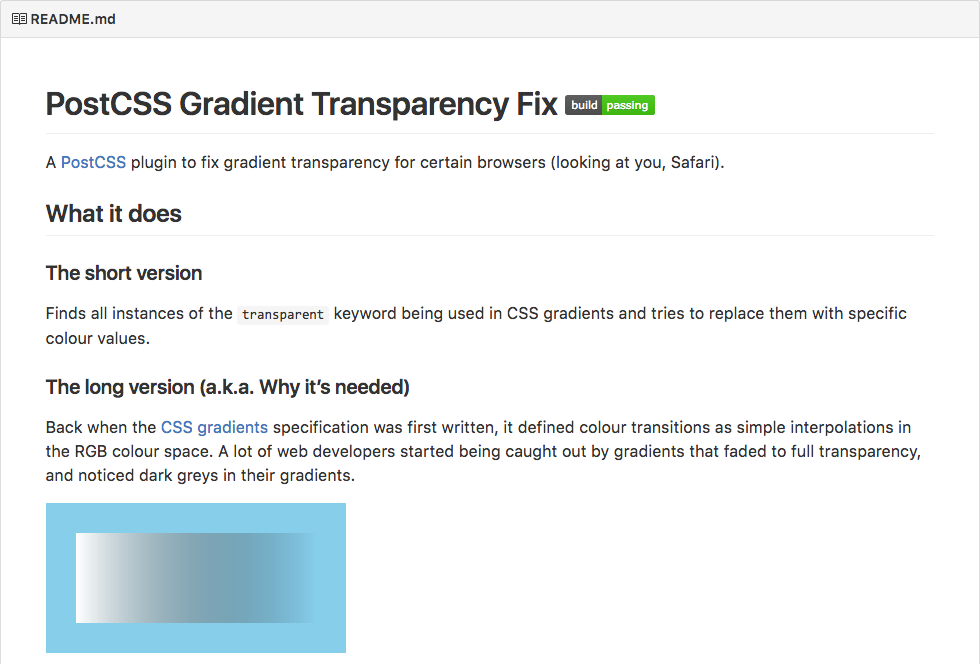 README.md
PostCSS Gradient Transparency Fix build passing
A PostCSS plugin to fix gradient transparency for certain browsers (looking at you, Safari).
What it does
The short version
Finds all instances of the transparent keyword being used in CSS gradients and tries to replace them with specific
colour values.
The long version (a.k.a. Why it’s needed)
Back when the CSS gradients specification was first written, it defined colour transitions as simple interpolations in
the RGB colour space. A lot of web developers started being caught out by gradients that faded to full transparency,
and noticed dark greys in their gradients.